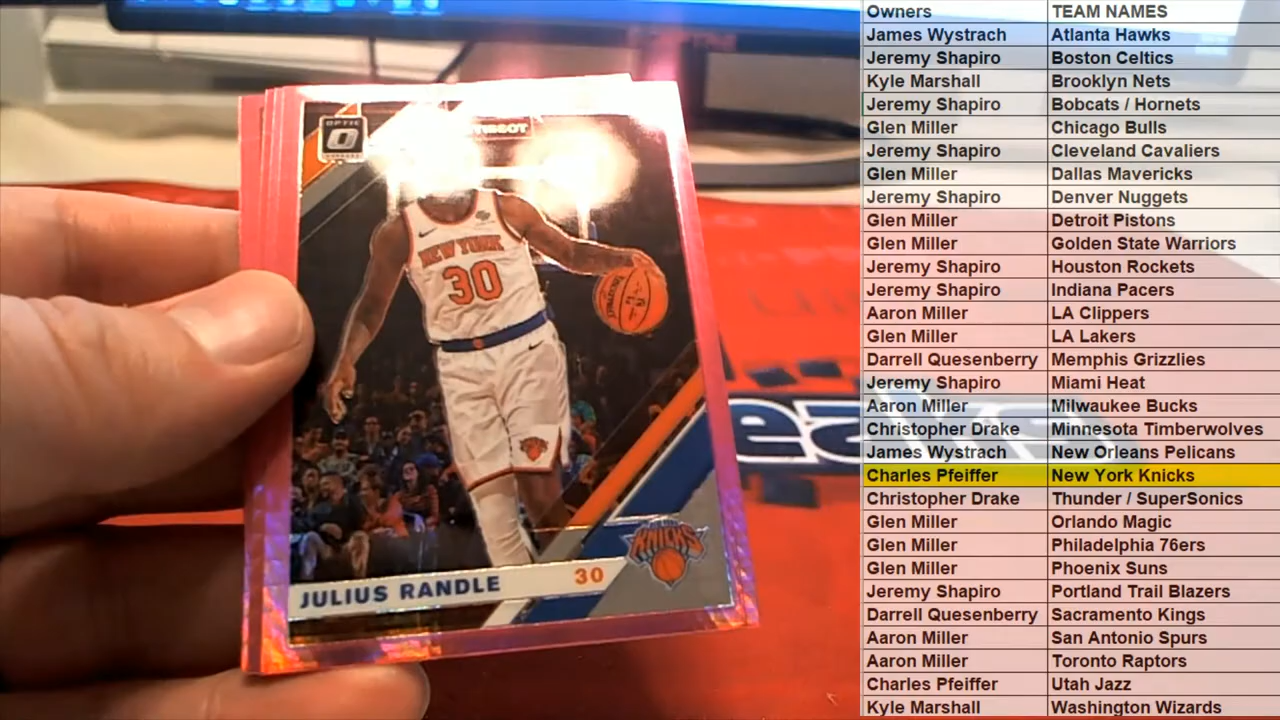 OPTIC
NEW YORK
30
SPALDING
KNICKS
JULIUS RANDLE 30
Owners TEAM NAMES
James Wystrach Atlanta Hawks
Jeremy Shapiro Boston Celtics
Kyle Marshall Brooklyn Nets
Jeremy Shapiro Bobcats / Hornets
Glen Miller Chicago Bulls
Jeremy Shapiro Cleveland Cavaliers
Glen Miller Dallas Mavericks
Jeremy Shapiro Denver Nuggets
Glen Miller Detroit Pistons
Glen Miller Golden State Warriors
Jeremy Shapiro Houston Rockets
Jeremy Shapiro Indiana Pacers
Aaron Miller LA Clippers
Glen Miller LA Lakers
Darrell Quesenberry Memphis Grizzlies
Jeremy Shapiro Miami Heat
Aaron Miller Milwaukee Bucks
Christopher Drake Minnesota Timberwolves
James Wystrach New Orleans Pelicans
Charles Pfeiffer New York Knicks
Christopher Drake Thunder / SuperSonics
Glen Miller Orlando Magic
Glen Miller Philadelphia 76ers
Glen Miller Phoenix Suns
Jeremy Shapiro Portland Trail Blazers
Darrell Quesenberry Sacramento Kings
Aaron Miller San Antonio Spurs
Aaron Miller Toronto Raptors
Charles Pfeiffer Utah Jazz
Kyle Marshall Washington Wizards